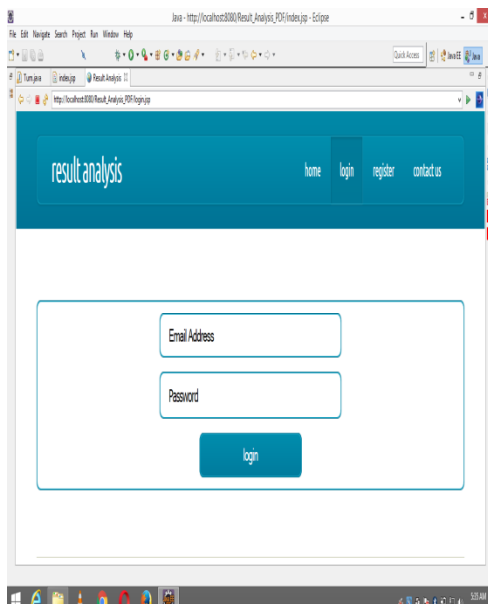 Java - http://localhost:8080/Result_Analysis_PDF/index.jsp - Eclipse
File Edit Navigate Search Project Run Window Help
Quick Access Java EE Java
Turn.java index.jsp Result Analysis
http://localhost:8080/Result_Analysis_PDF/login.jsp
result analysis home login register contact us
Email Address
Password
login
5:35 AM